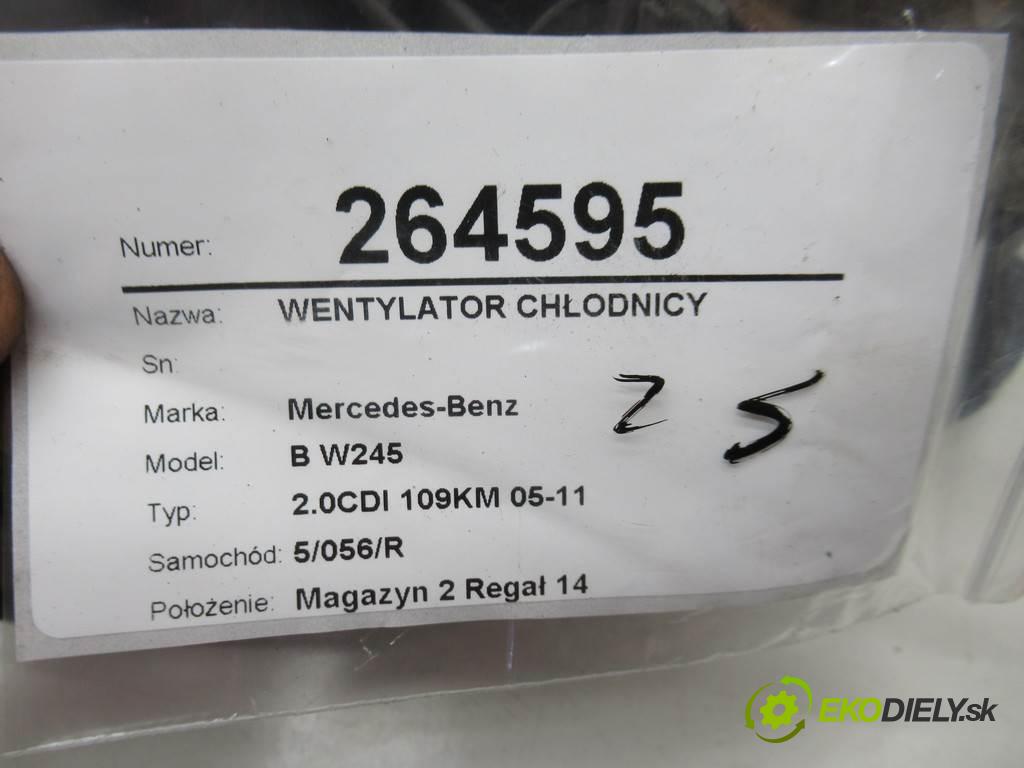 Numer: 264595
Nazwa: WENTYLATOR CHŁODNICY
Sn:
Marka: Mercedes-Benz
Model: B W245
Typ: 2.0CDI 109KM 05-11
Samochód: 5/056/R
Położenie: Magazyn 2 Regał 14
2 5
EKODIELY.sk